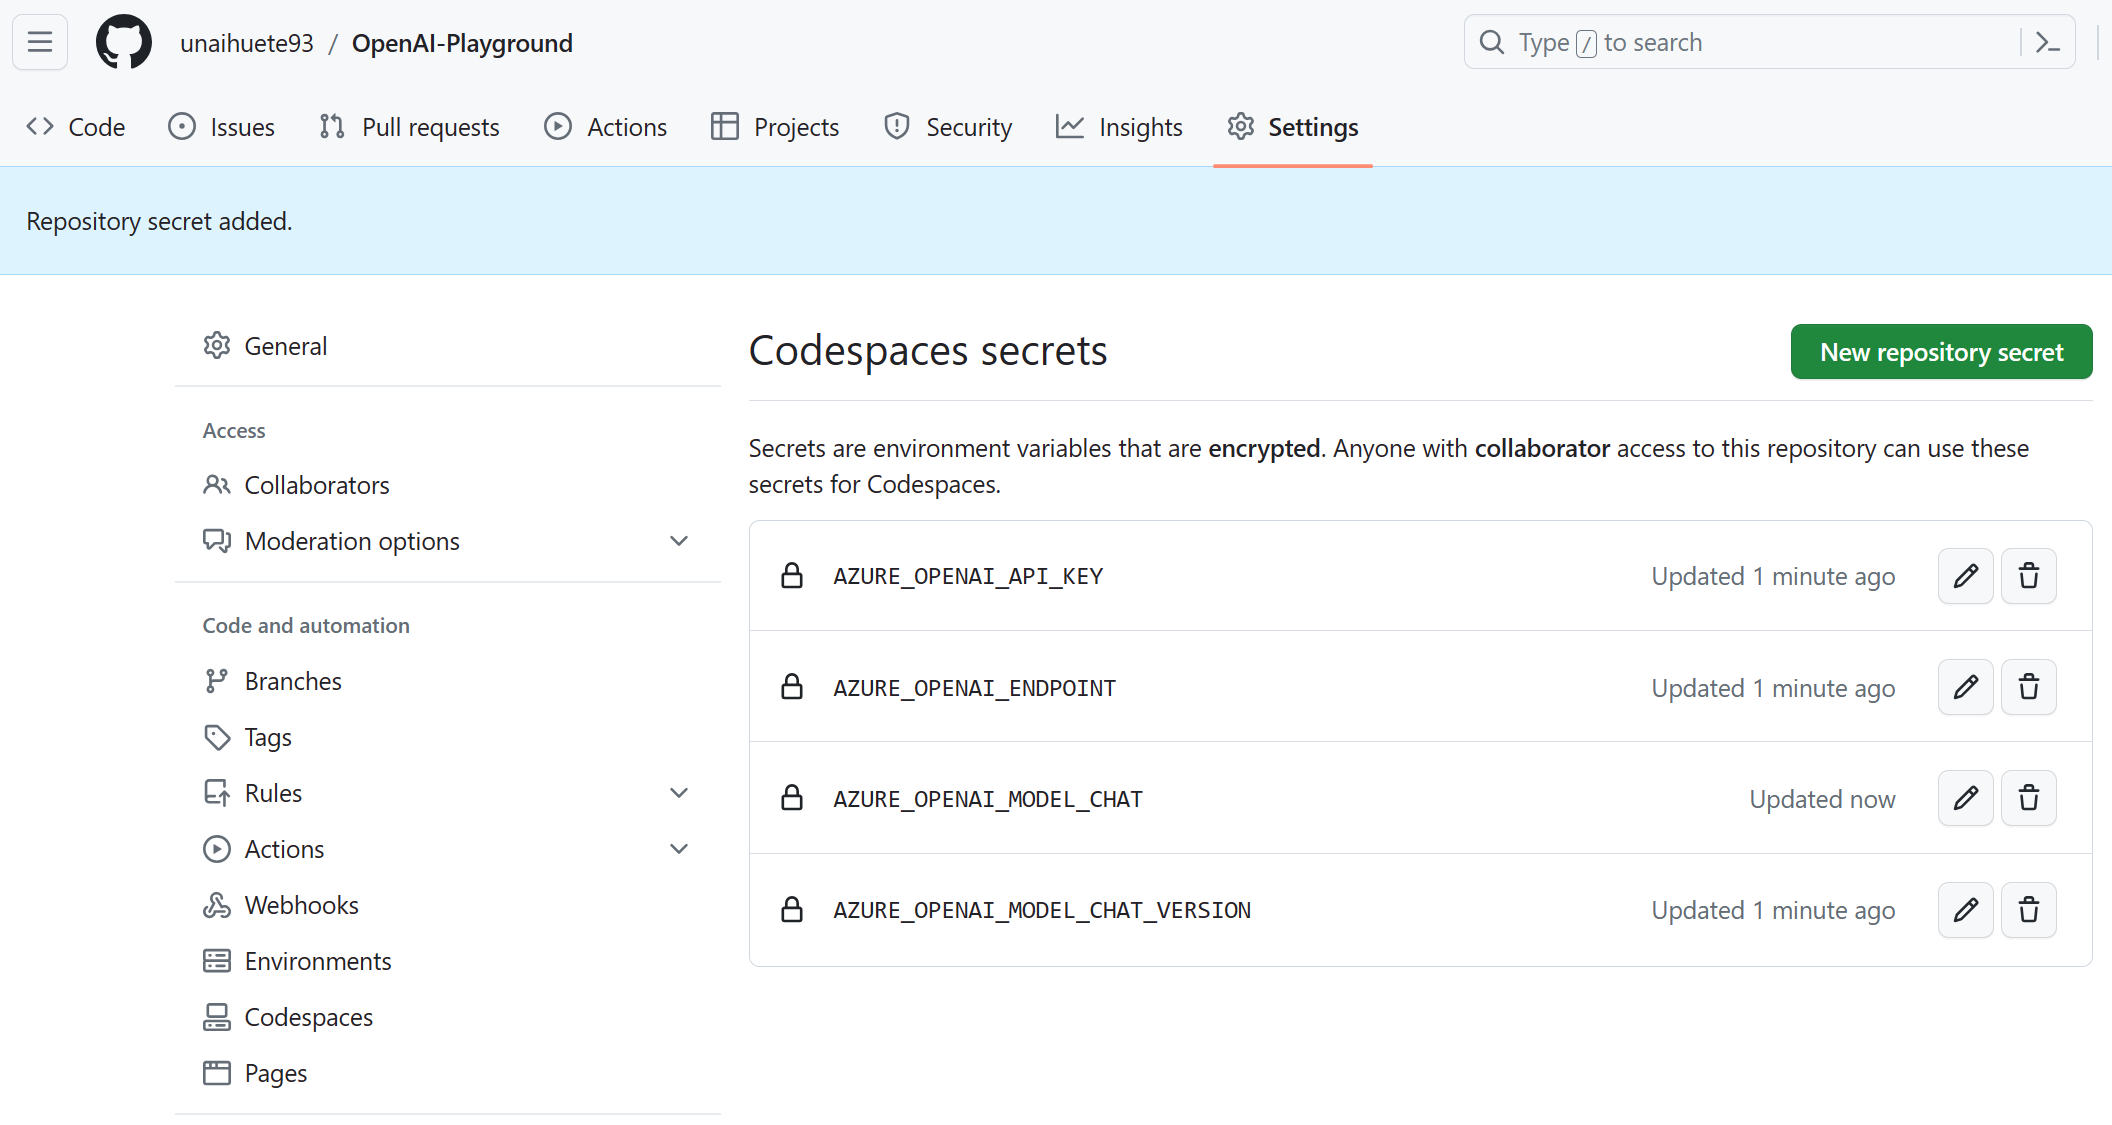 unaihuete93 / OpenAI-Playground
Type / to search
Code Issues Pull requests Actions Projects Security Insights Settings
Repository secret added.
General
Access
Collaborators
Moderation options
Code and automation
Branches
Tags
Rules
Actions
Webhooks
Environments
Codespaces
Pages
Codespaces secrets
New repository secret
Secrets are environment variables that are encrypted. Anyone with collaborator access to this repository can use these
secrets for Codespaces.
AZURE_OPENAI_API_KEY Updated 1 minute ago
AZURE_OPENAI_ENDPOINT Updated 1 minute ago
AZURE_OPENAI_MODEL_CHAT Updated now
AZURE_OPENAI_MODEL_CHAT_VERSION Updated 1 minute ago